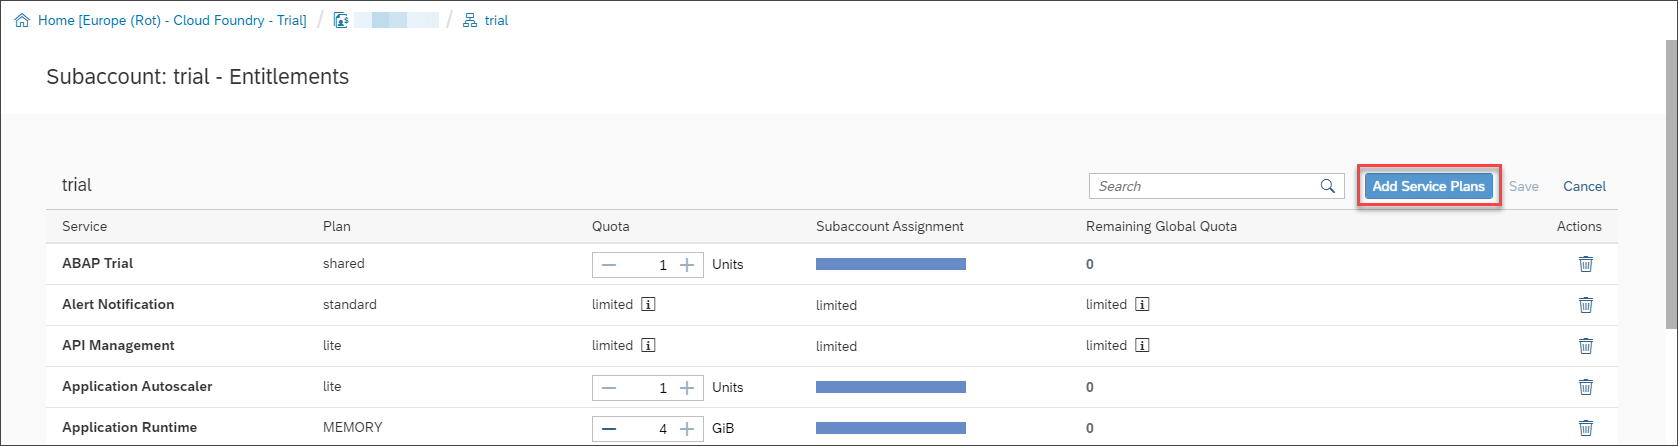 Home [Europe (Rot) - Cloud Foundry - Trial] / / trial
Subaccount: trial - Entitlements
trial Search Add Service Plans Save Cancel
Service Plan Quota Subaccount Assignment Remaining Global Quota Actions
ABAP Trial shared — 1 + Units 0
Alert Notification standard limited i limited limited i
API Management lite limited i limited limited i
Application Autoscaler lite — 1 + Units 0
Application Runtime MEMORY — 4 + GiB 0